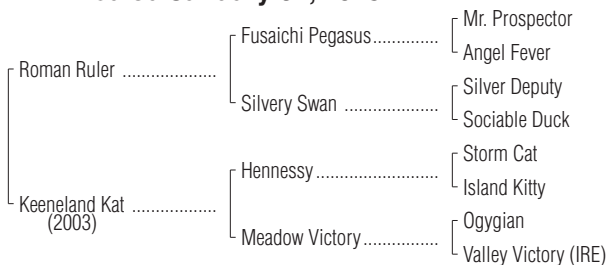 Mr. Prospector
Fusaichi Pegasus..............
Angel Fever
Roman Ruler ....................
Silver Deputy
Silvery Swan ....................
Sociable Duck
Storm Cat
Hennessy..........................
Island Kitty
Keeneland Kat ..................
(2003)
Ogygian
Meadow Victory................
Valley Victory (IRE)